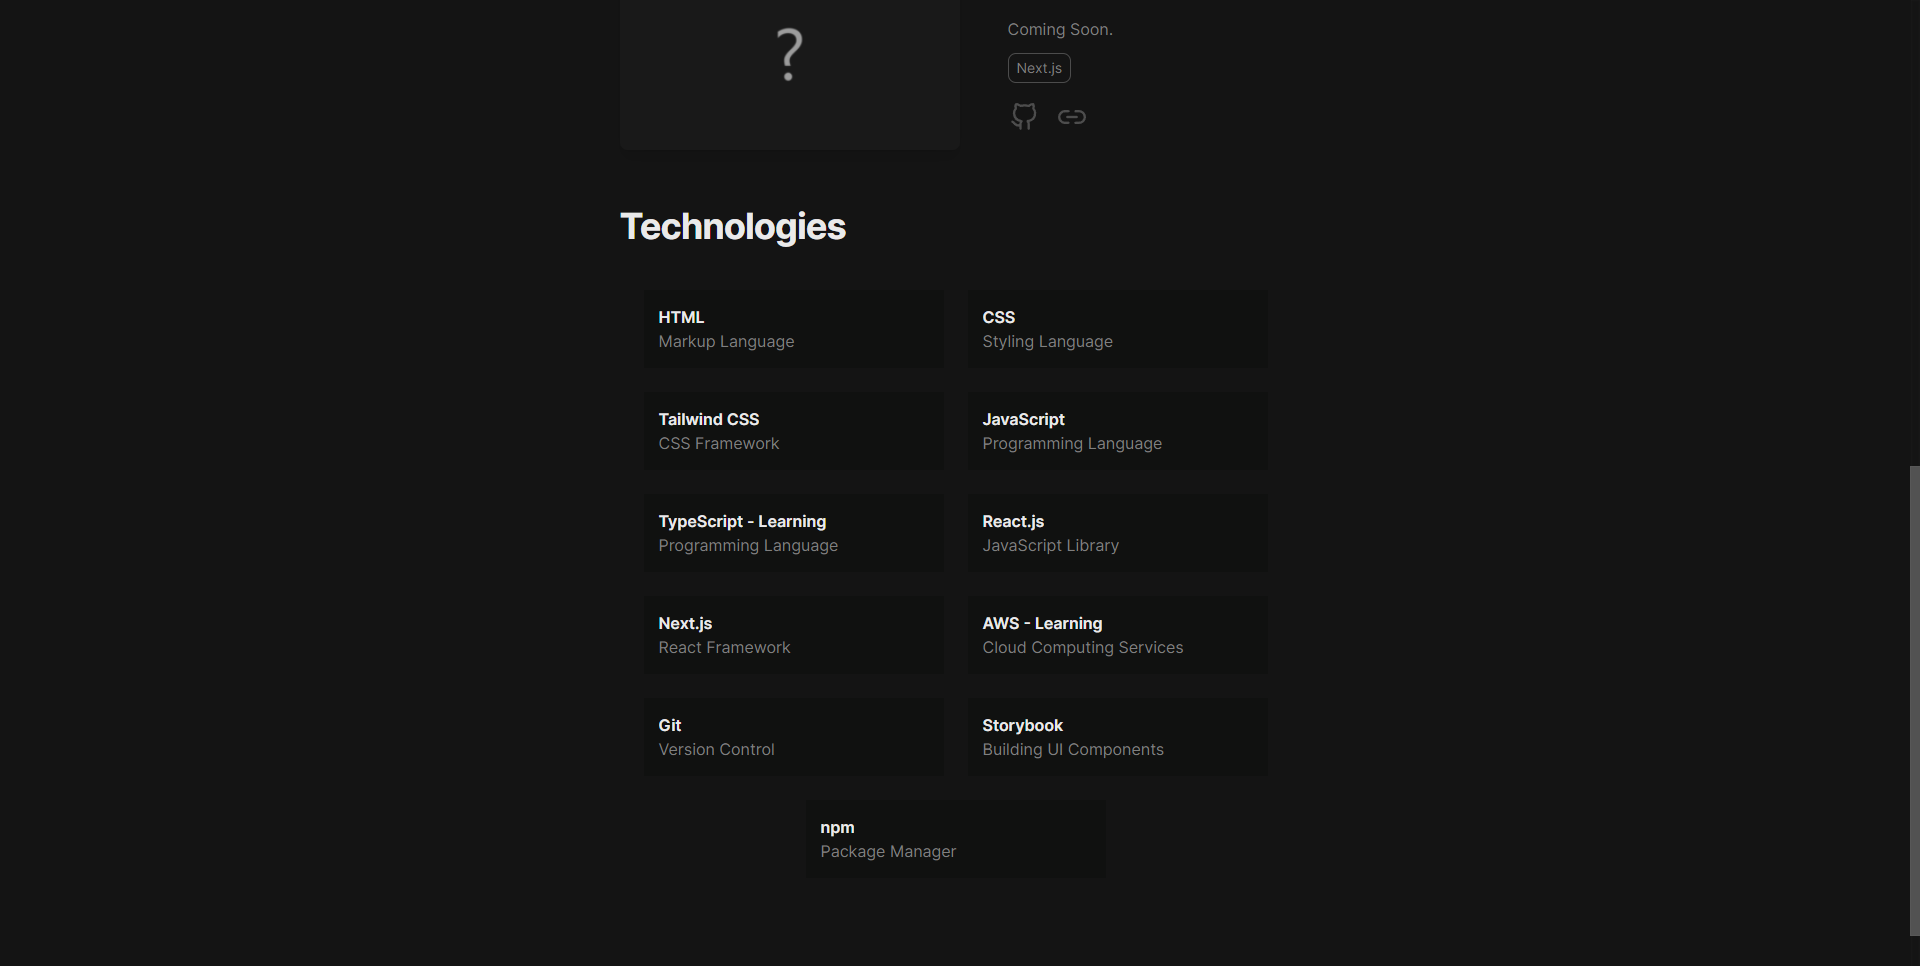 ?
Coming Soon.
Next.js
Technologies
HTML
Markup Language
CSS
Styling Language
Tailwind CSS
CSS Framework
JavaScript
Programming Language
TypeScript - Learning
Programming Language
React.js
JavaScript Library
Next.js
React Framework
AWS - Learning
Cloud Computing Services
Git
Version Control
Storybook
Building UI Components
npm
Package Manager